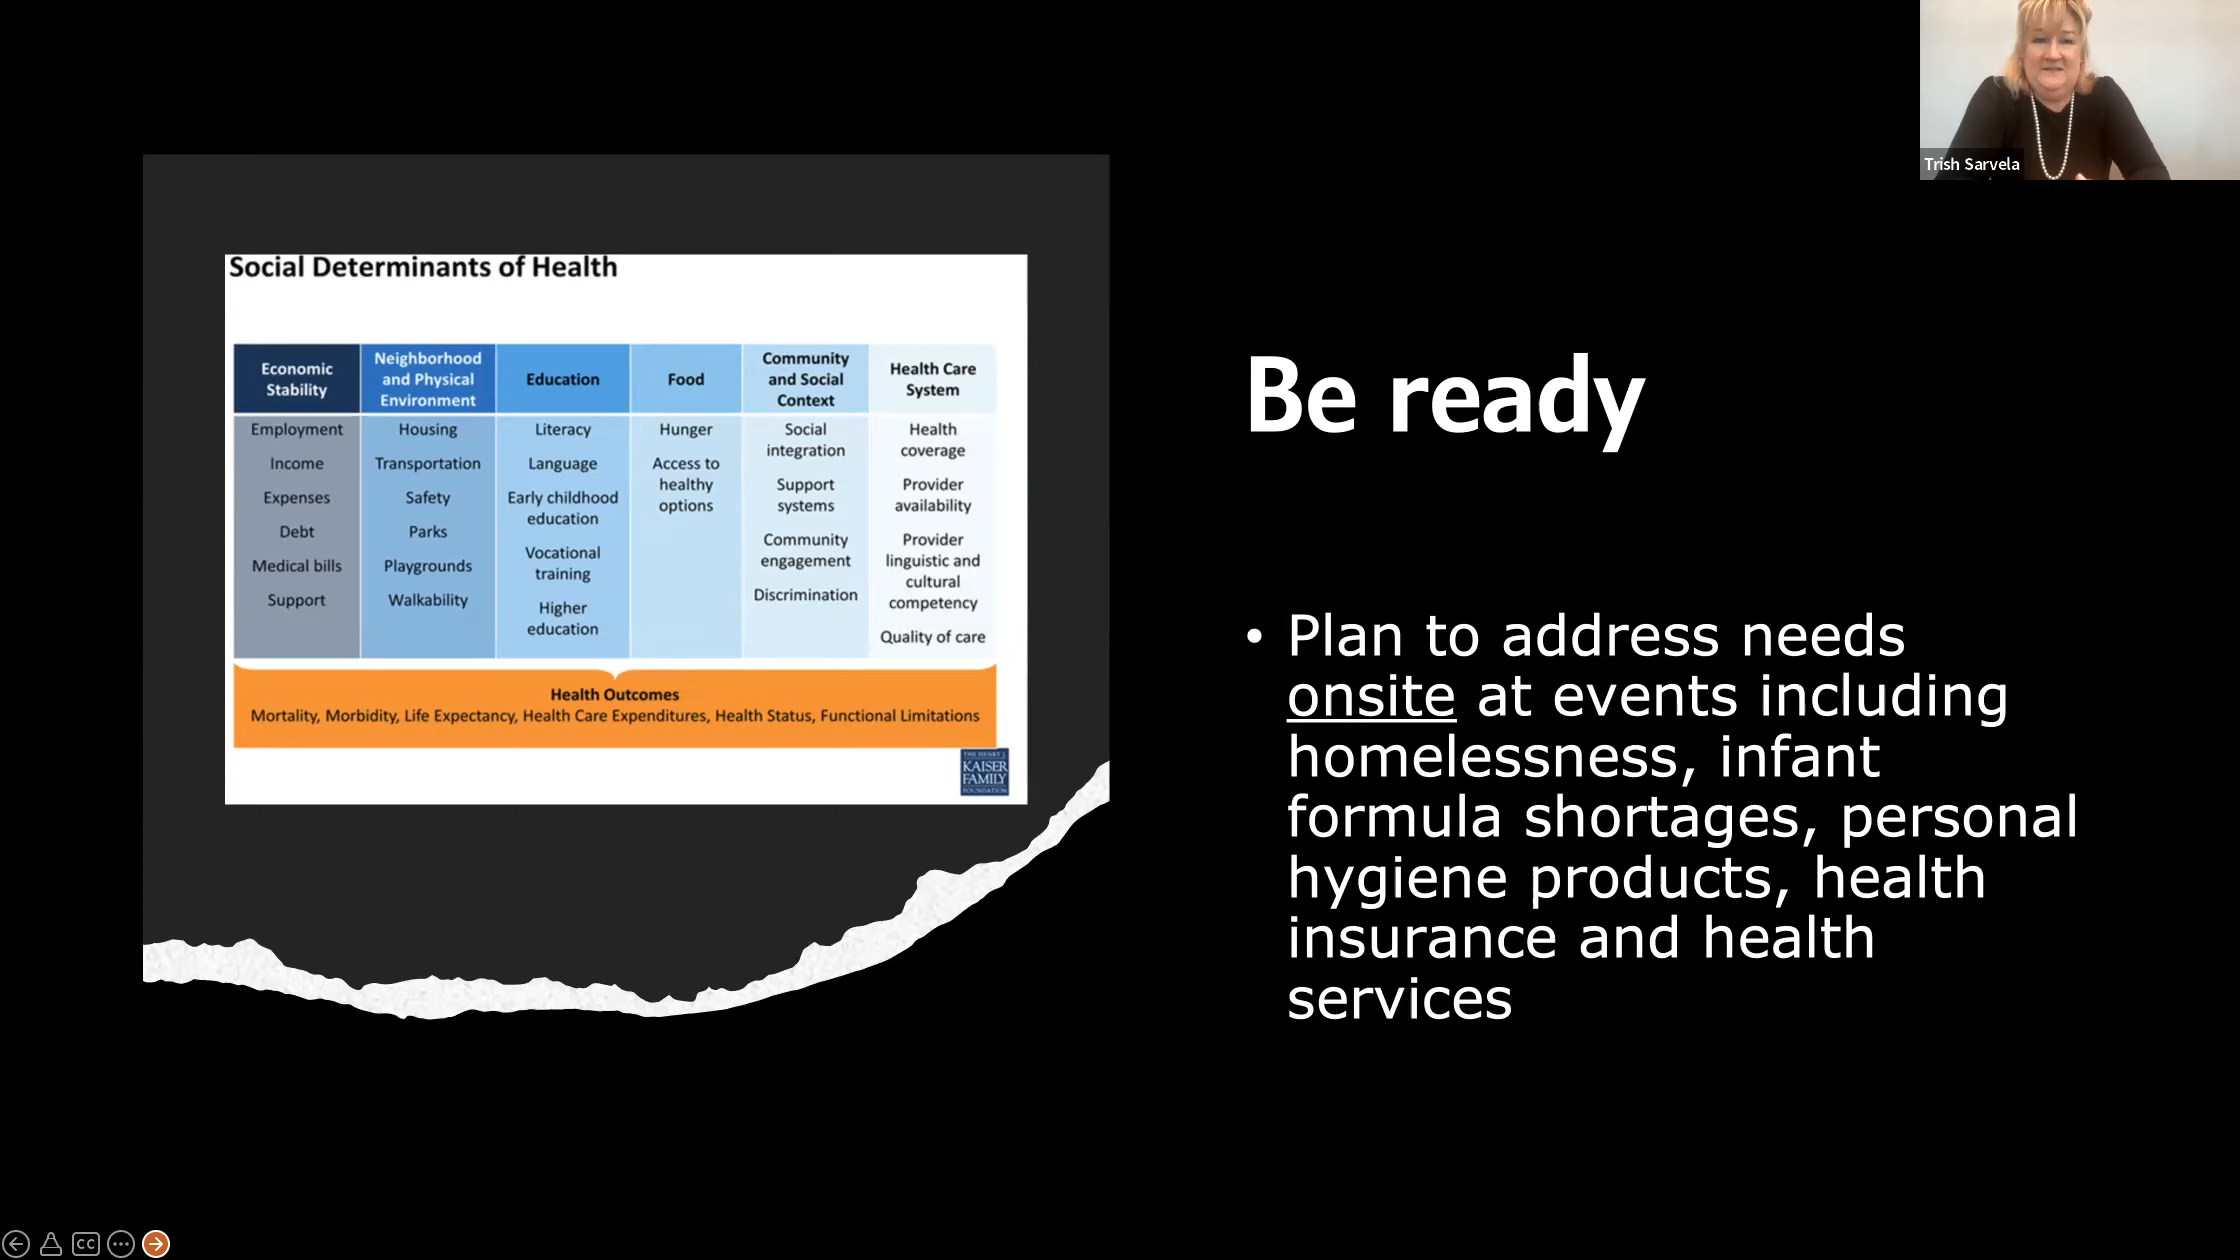 Trish Sarvela
Social Determinants of Health
Economic
Stability
Employment
Income
Expenses
Debt
Medical bills
Support
Neighborhood
and Physical
Environment
Housing
Transportation
Safety
Parks
Playgrounds
Walkability
Education
Literacy
Language
Early childhood
education
Vocational
training
Higher
education
Food
Hunger
Access to
healthy
options
Community
and Social
Context
Social
integration
Support
systems
Community
engagement
Discrimination
Health Care
System
Health
coverage
Provider
availability
Provider
linguistic and
cultural
competency
Quality of care
Health Outcomes
Mortality, Morbidity, Life Expectancy, Health Care Expenditures, Health Status, Functional Limitations
THE HENRY J.
KAISER
FAMILY
FOUNDATION
Be ready
• Plan to address needs
onsite at events including
homelessness, infant
formula shortages, personal
hygiene products, health
insurance and health
services
CC